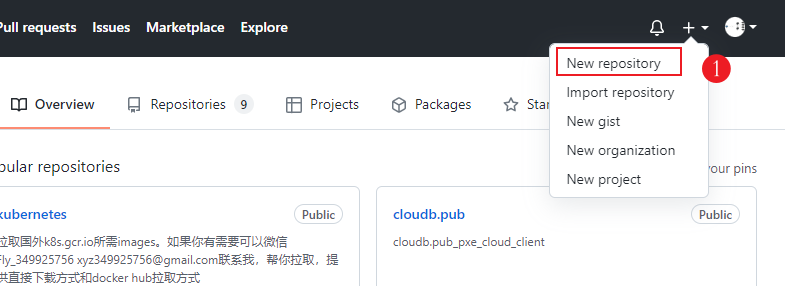 Pull requests Issues Marketplace Explore
New repository
1
Import repository
New gist
New organization
New project
Overview Repositories 9 Projects Packages Star
pular repositories your pins
kubernetes Public
拉取国外k8s.gcr.io所需images。如果你有需要可以微信
Fly_349925756 xyz349925756@gmail.com联系我，帮你拉取，提
供直接下载方式和docker hub拉取方式
cloudb.pub Public
cloudb.pub_pxe_cloud_client